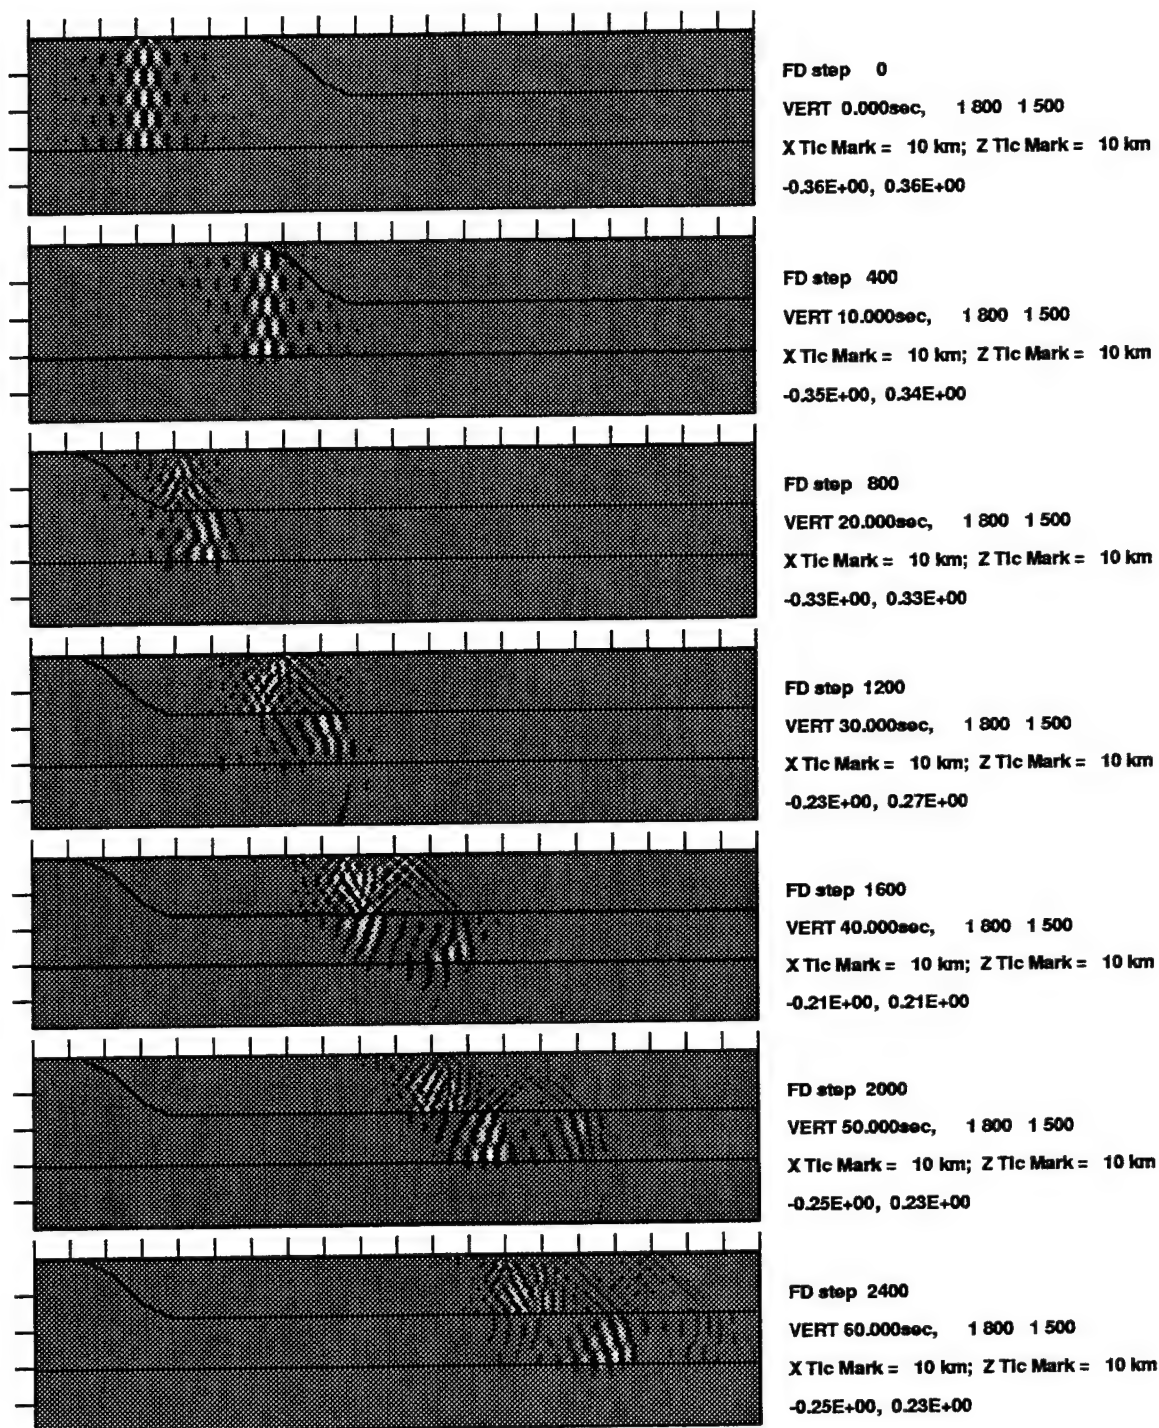 FD step 0
VERT 0.000sec, 1 800 1 500
X Tic Mark = 10 km; Z Tic Mark = 10 km
-0.36E+00, 0.36E+00
FD step 400
VERT 10.000sec, 1 800 1 500
X Tic Mark = 10 km; Z Tic Mark = 10 km
-0.35E+00, 0.34E+00
FD step 800
VERT 20.000sec, 1 800 1 500
X Tic Mark = 10 km; Z Tic Mark = 10 km
-0.33E+00, 0.33E+00
FD step 1200
VERT 30.000sec, 1 800 1 500
X Tic Mark = 10 km; Z Tic Mark = 10 km
-0.23E+00, 0.27E+00
FD step 1600
VERT 40.000sec, 1 800 1 500
X Tic Mark = 10 km; Z Tic Mark = 10 km
-0.21E+00, 0.21E+00
FD step 2000
VERT 50.000sec, 1 800 1 500
X Tic Mark = 10 km; Z Tic Mark = 10 km
-0.25E+00, 0.23E+00
FD step 2400
VERT 60.000sec, 1 800 1 500
X Tic Mark = 10 km; Z Tic Mark = 10 km
-0.25E+00, 0.23E+00